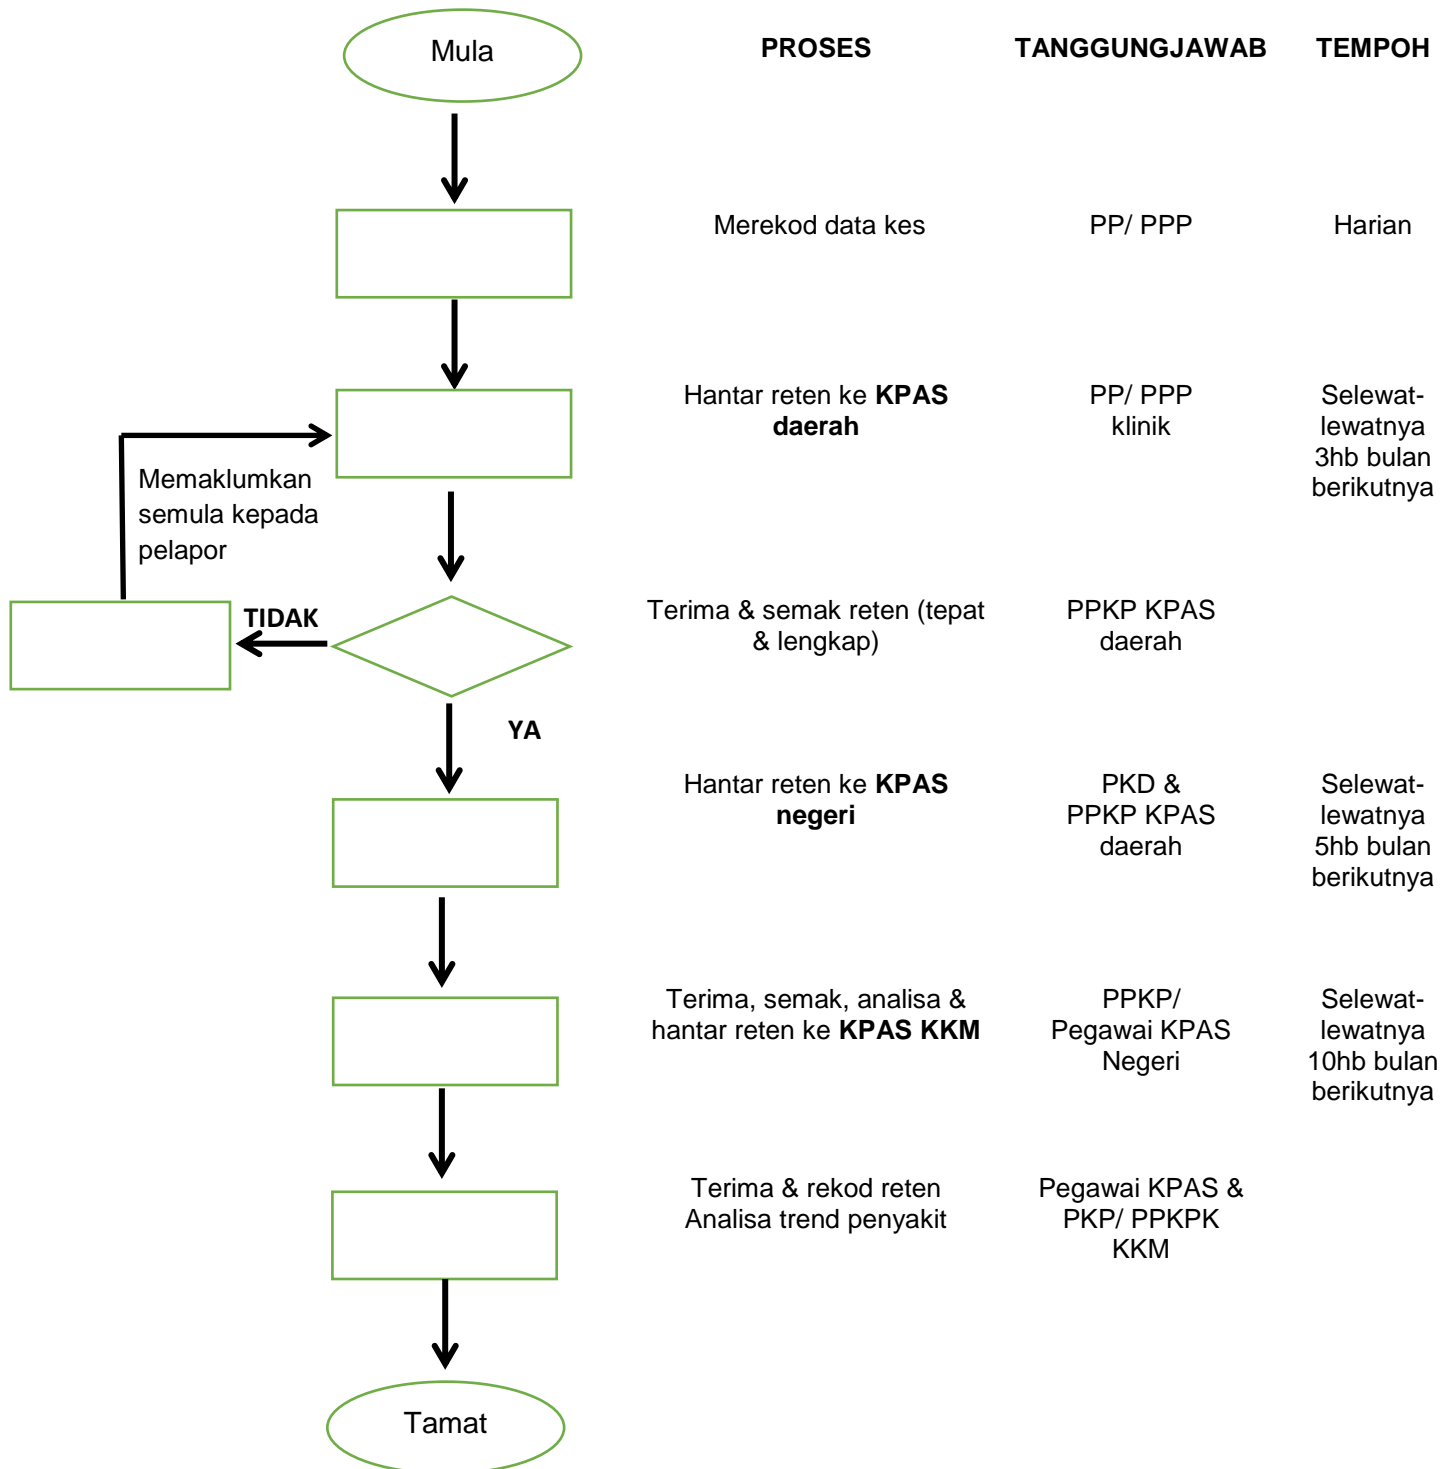 Mula
PROSES
TANGGUNGJAWAB
TEMPOH
Merekod data kes
PP/ PPP
Harian
Hantar reten ke KPAS
daerah
PP/ PPP
klinik
Selewat-
lewatnya
3hb bulan
berikutnya
Memaklumkan
semula kepada
pelapor
TIDAK
Terima & semak reten (tepat
& lengkap)
PPKP KPAS
daerah
YA
Hantar reten ke KPAS
negeri
PKD &
PPKP KPAS
daerah
Selewat-
lewatnya
5hb bulan
berikutnya
Terima, semak, analisa &
hantar reten ke KPAS KKM
PPKP/
Pegawai KPAS
Negeri
Selewat-
lewatnya
10hb bulan
berikutnya
Terima & rekod reten
Analisa trend penyakit
Pegawai KPAS &
PKP/ PPKPK
KKM
Tamat